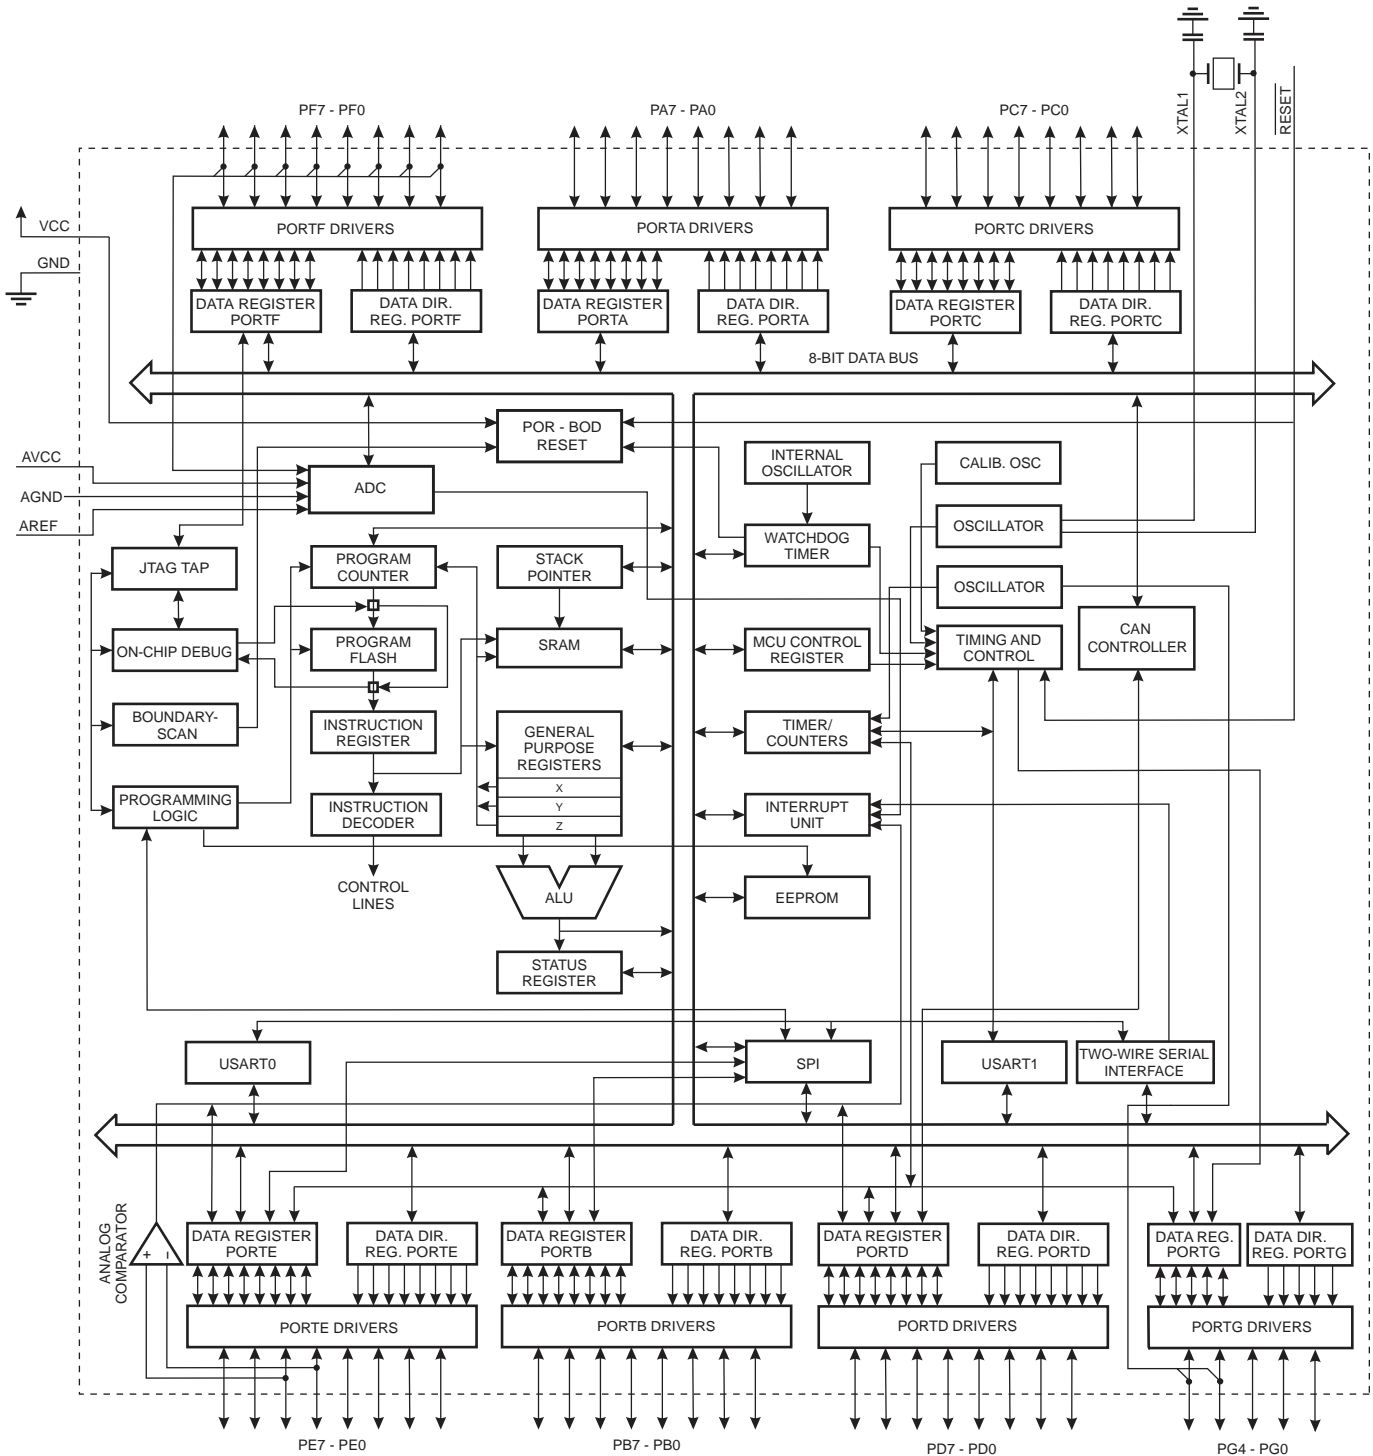 XTAL1
XTAL2
RESET
PF7 - PF0
PA7 - PA0
PC7 - PC0
VCC
GND
PORTF DRIVERS
PORTA DRIVERS
PORTC DRIVERS
DATA REGISTER
PORTF
DATA DIR.
REG. PORTF
DATA REGISTER
PORTA
DATA DIR.
REG. PORTA
DATA REGISTER
PORTC
DATA DIR.
REG. PORTC
8-BIT DATA BUS
POR - BOD
RESET
INTERNAL
OSCILLATOR
CALIB. OSC
AVCC
AGND
AREF
ADC
OSCILLATOR
WATCHDOG
TIMER
JTAG TAP
PROGRAM
COUNTER
STACK
POINTER
OSCILLATOR
ON-CHIP DEBUG
PROGRAM
FLASH
SRAM
MCU CONTROL
REGISTER
TIMING AND
CONTROL
CAN
CONTROLLER
BOUNDARY-
SCAN
INSTRUCTION
REGISTER
GENERAL
PURPOSE
REGISTERS
X
Y
Z
TIMER/
COUNTERS
PROGRAMMING
LOGIC
INSTRUCTION
DECODER
INTERRUPT
UNIT
CONTROL
LINES
ALU
EEPROM
STATUS
REGISTER
USART0
SPI
USART1
TWO-WIRE SERIAL
INTERFACE
ANALOG
COMPARATOR
+
-
DATA REGISTER
PORTE
DATA DIR.
REG. PORTE
DATA REGISTER
PORTB
DATA DIR.
REG. PORTB
DATA REGISTER
PORTD
DATA DIR.
REG. PORTD
DATA REG.
PORTG
DATA DIR.
REG. PORTG
PORTE DRIVERS
PORTB DRIVERS
PORTD DRIVERS
PORTG DRIVERS
PE7 - PE0
PB7 - PB0
PD7 - PD0
PG4 - PG0